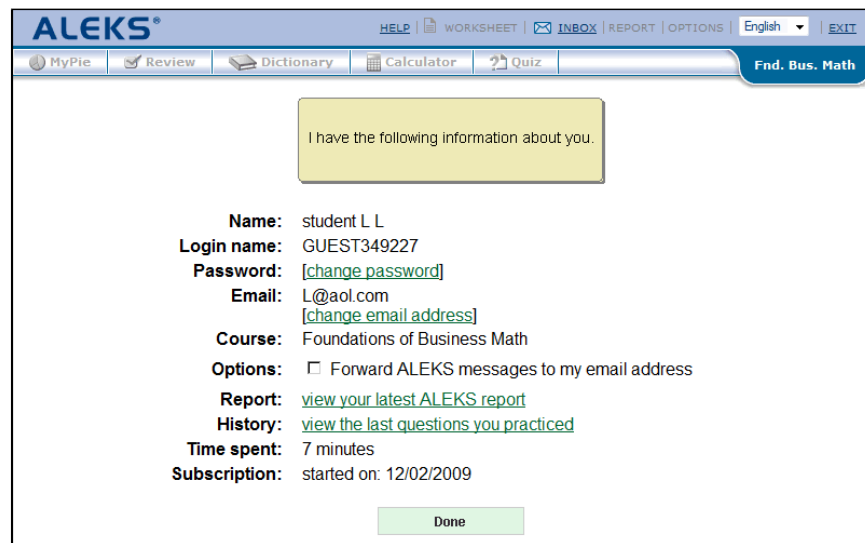 ALEKS®
HELP | WORKSHEET | INBOX | REPORT | OPTIONS | English | EXIT
MyPie Review Dictionary Calculator Quiz Fnd. Bus. Math
I have the following information about you.
Name: student L L
Login name: GUEST349227
Password: [change password]
Email: L@aol.com
[change email address]
Course: Foundations of Business Math
Options: Forward ALEKS messages to my email address
Report: view your latest ALEKS report
History: view the last questions you practiced
Time spent: 7 minutes
Subscription: started on: 12/02/2009
Done